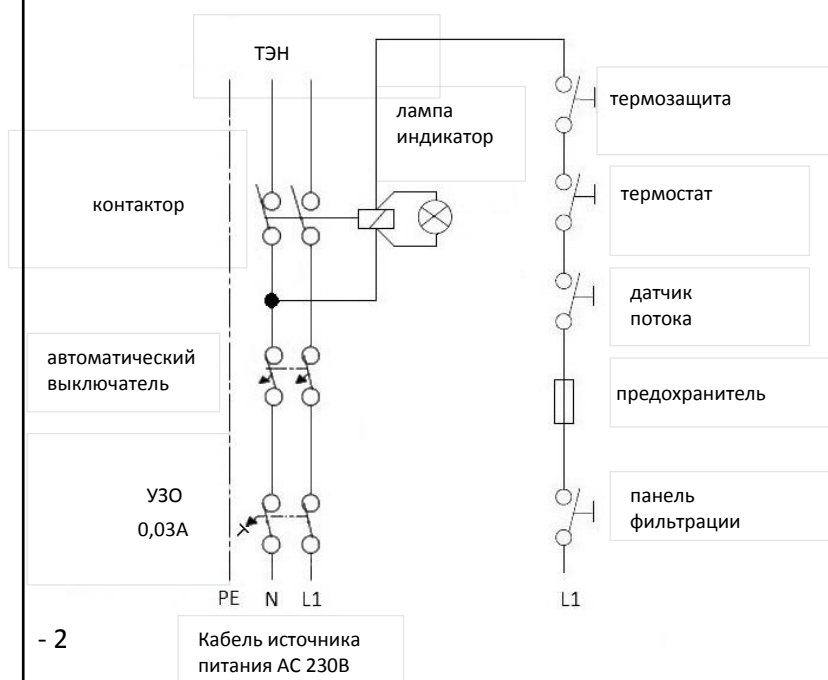 ТЭН
лампа
индикатор
термозащита
контактор
термостат
датчик
потока
автоматический
выключатель
предохранитель
УЗО
0,03А
панель
фильтрации
PE N L1
L1
- 2
Кабель источника
питания АС 230В